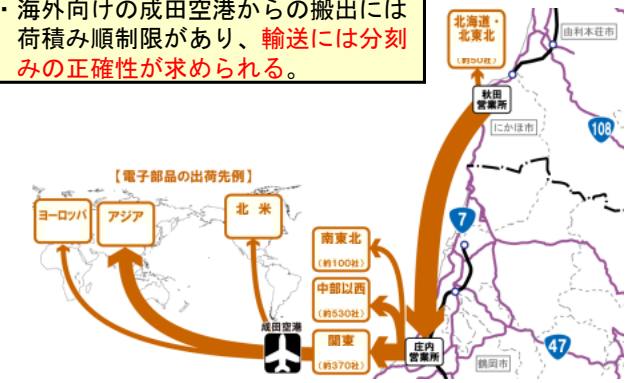 ・海外向けの成田空港からの搬出には
荷積み順制限があり、輸送には分刻
みの正確性が求められる。
北海道・
北東北
(約50社)
由利本荘市
秋田
営業所
にかほ市
108
【電子部品の出荷先例】
ヨーロッパ
アジア
北 米
7
南東北
(約100社)
中部以西
(約530社)
成田空港
関東
(約370社)
庄内
営業所
47
鶴岡市